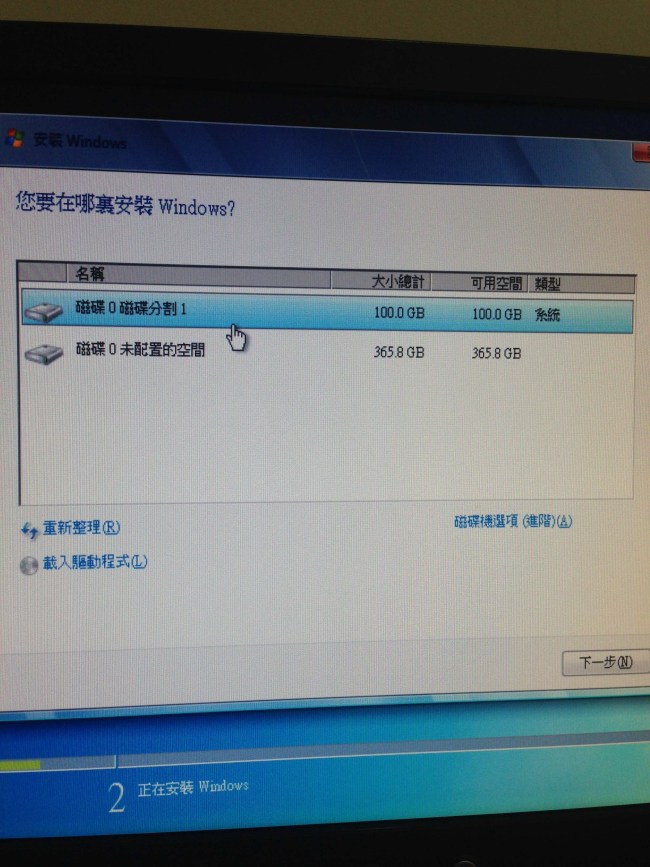 安裝 Windows
您要在哪裏安裝 Windows?
名稱 大小總計 可用空間 類型
磁碟 0 磁碟分割 1 100.0 GB 100.0 GB 系統
磁碟 0 未配置的空間 365.8 GB 365.8 GB
重新整理(R) 磁碟機選項 (進階)(A)
載入驅動程式(L)
下一步(N)
2 正在安裝 Windows